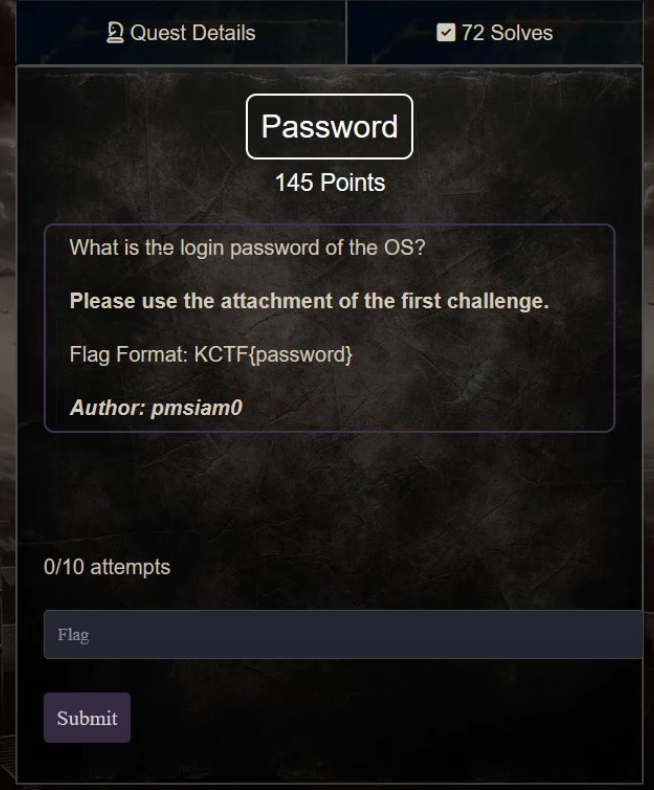 Quest Details
72 Solves
Password
145 Points
What is the login password of the OS?
Please use the attachment of the first challenge.
Flag Format: KCTF{password}
Author: pmsiam0
0/10 attempts
Flag
Submit